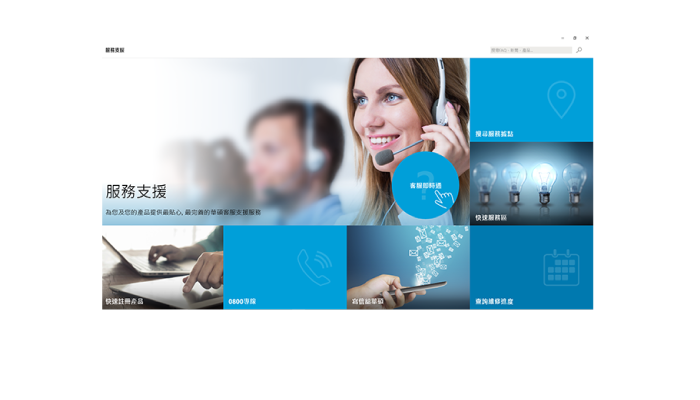 服務支援
服務支援
為您及您的產品提供最貼心, 最完善的華碩客服支援服務
客服即時通
搜尋服務據點
快速服務區
快速註冊產品
0800專線
寫信給華碩
查詢維修進度